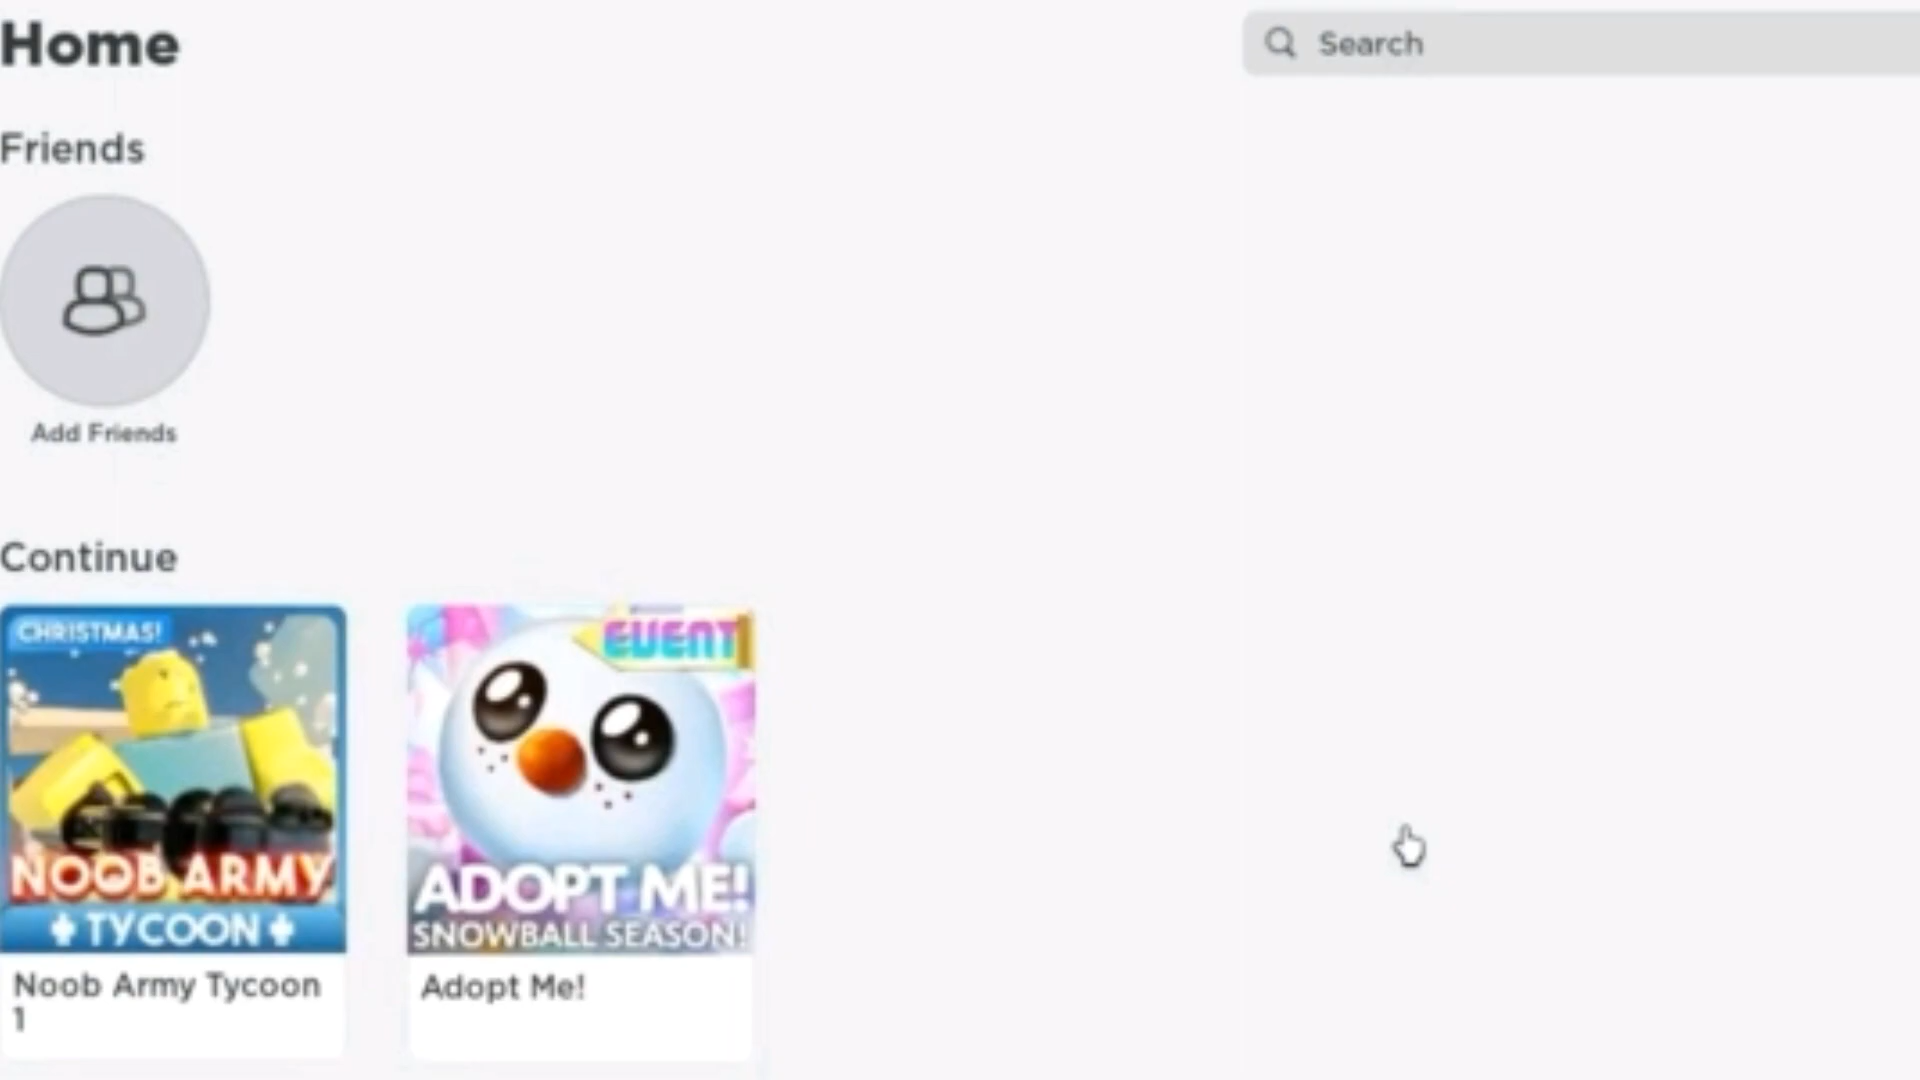 Home
Search
Friends
Add Friends
Continue
CHRISTMAS!
NOOB ARMY
TYCOON
EVENT
ADOPT ME!
SNOWBALL SEASON!
Noob Army Tycoon
1
Adopt Me!